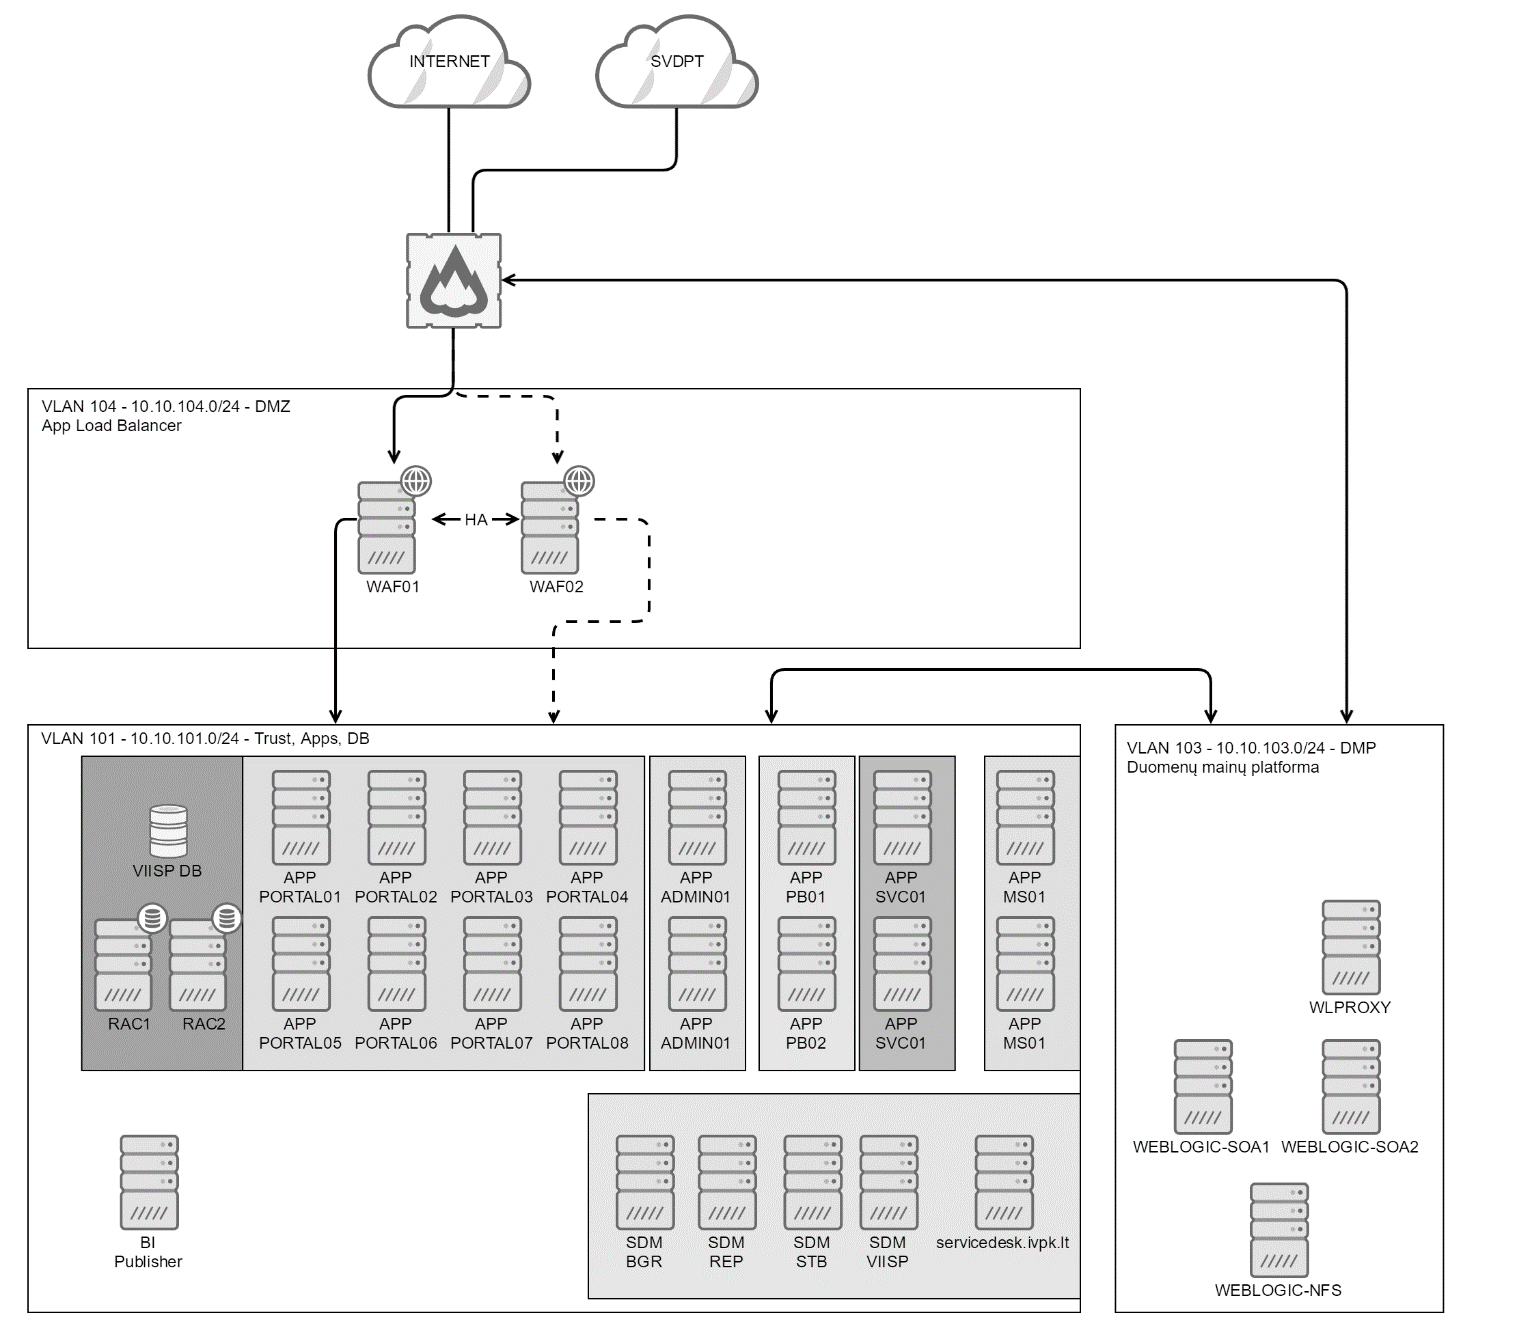 INTERNET
SVDPT
VLAN 104 - 10.10.104.0/24 - DMZ
App Load Balancer
HA
WAF01
WAF02
VLAN 101 - 10.10.101.0/24 - Trust, Apps, DB
VLAN 103 - 10.10.103.0/24 - DMP
Duomenų mainų platforma
VIISP DB
APP
PORTAL01
APP
PORTAL02
APP
PORTAL03
APP
PORTAL04
APP
ADMIN01
APP
PB01
APP
SVC01
APP
MS01
RAC1
RAC2
APP
PORTAL05
APP
PORTAL06
APP
PORTAL07
APP
PORTAL08
APP
ADMIN01
APP
PB02
APP
SVC01
APP
MS01
WLPROXY
WEBLOGIC-SOA1
WEBLOGIC-SOA2
WEBLOGIC-NFS
BI
Publisher
SDM
BGR
SDM
REP
SDM
STB
SDM
VIISP
servicedesk.ivpk.lt